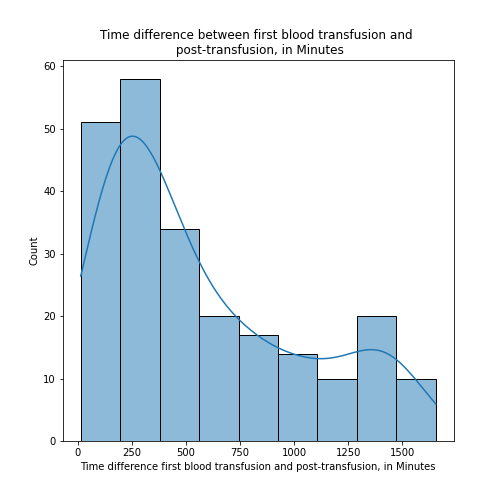 Time difference between first blood transfusion and
post-transfusion, in Minutes
60
50
40
30
20
10
0
Count
0 250 500 750 1000 1250 1500
Time difference first blood transfusion and post-transfusion, in Minutes